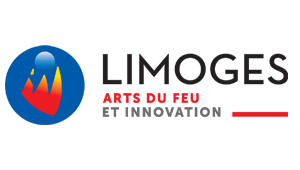 LIMOGES
ARTS DU FEU
ET INNOVATION